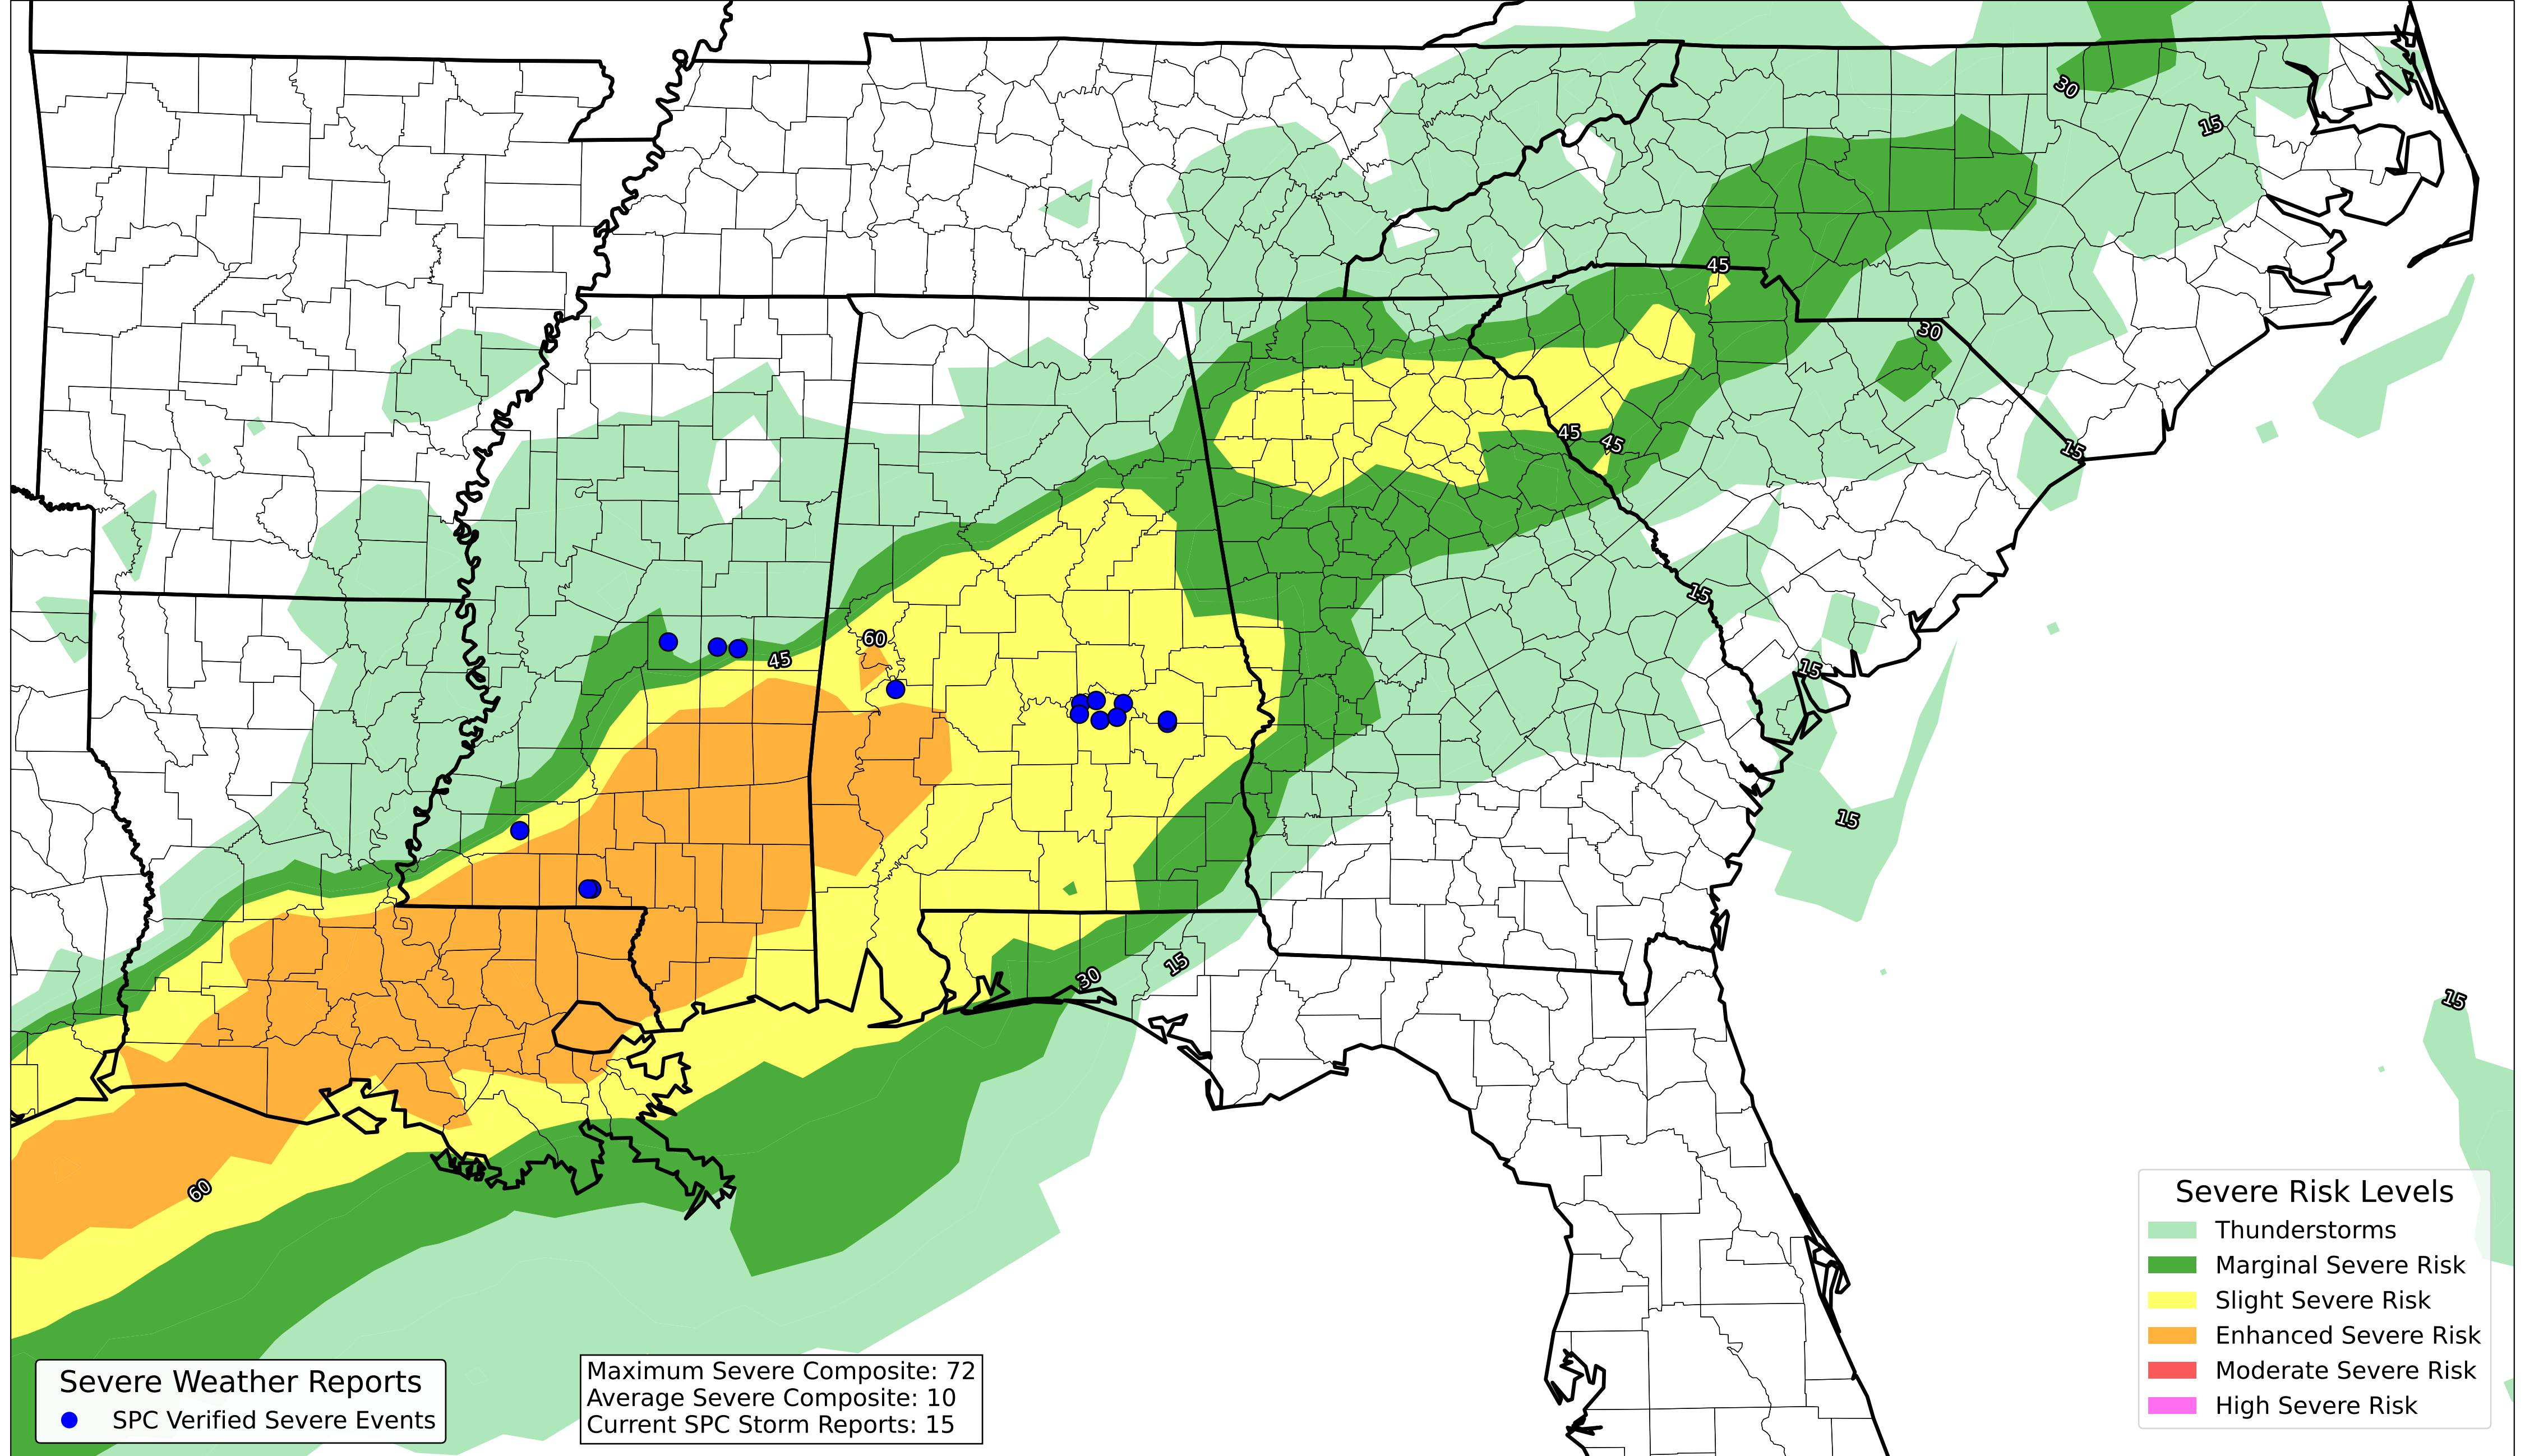 30
15
45
30
45
45
15
15
60
45
15
15
15
30
15
60
Severe Risk Levels
Thunderstorms
Marginal Severe Risk
Slight Severe Risk
Enhanced Severe Risk
Moderate Severe Risk
High Severe Risk
Severe Weather Reports
SPC Verified Severe Events
Maximum Severe Composite: 72
Average Severe Composite: 10
Current SPC Storm Reports: 15